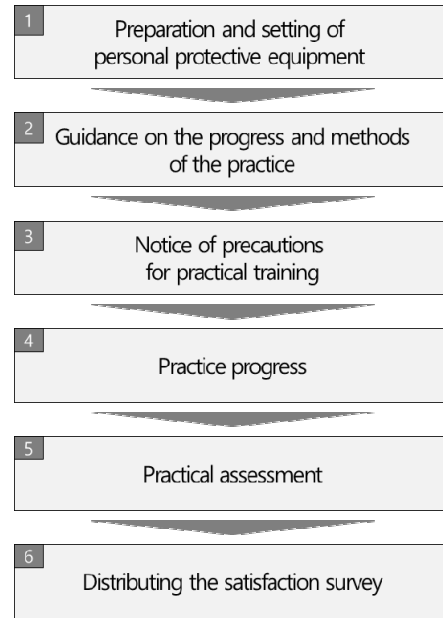 1
Preparation and setting of
personal protective equipment
2
Guidance on the progress and methods
of the practice
3
Notice of precautions
for practical training
4
Practice progress
5
Practical assessment
6
Distributing the satisfaction survey